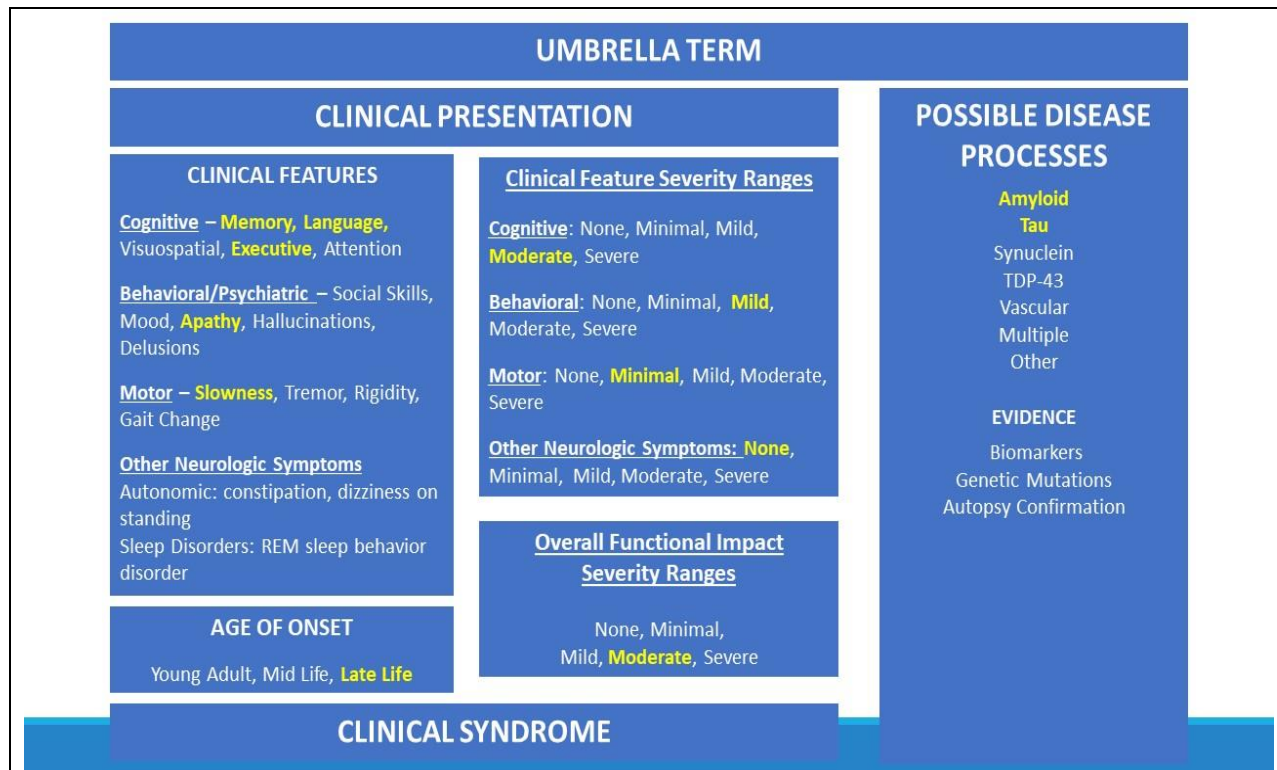 UMBRELLA TERM
CLINICAL PRESENTATION
CLINICAL FEATURES
Cognitive – Memory, Language,
Visuospatial, Executive, Attention
Behavioral/Psychiatric – Social Skills,
Mood, Apathy, Hallucinations,
Delusions
Motor – Slowness, Tremor, Rigidity,
Gait Change
Other Neurologic Symptoms
Autonomic: constipation, dizziness on
standing
Sleep Disorders: REM sleep behavior
disorder
AGE OF ONSET
Young Adult, Mid Life, Late Life
Clinical Feature Severity Ranges
Cognitive: None, Minimal, Mild,
Moderate, Severe
Behavioral: None, Minimal, Mild,
Moderate, Severe
Motor: None, Minimal, Mild, Moderate,
Severe
Other Neurologic Symptoms: None,
Minimal, Mild, Moderate, Severe
Overall Functional Impact
Severity Ranges
None, Minimal,
Mild, Moderate, Severe
CLINICAL SYNDROME
POSSIBLE DISEASE
PROCESSES
Amyloid
Tau
Synuclein
TDP-43
Vascular
Multiple
Other
EVIDENCE
Biomarkers
Genetic Mutations
Autopsy Confirmation